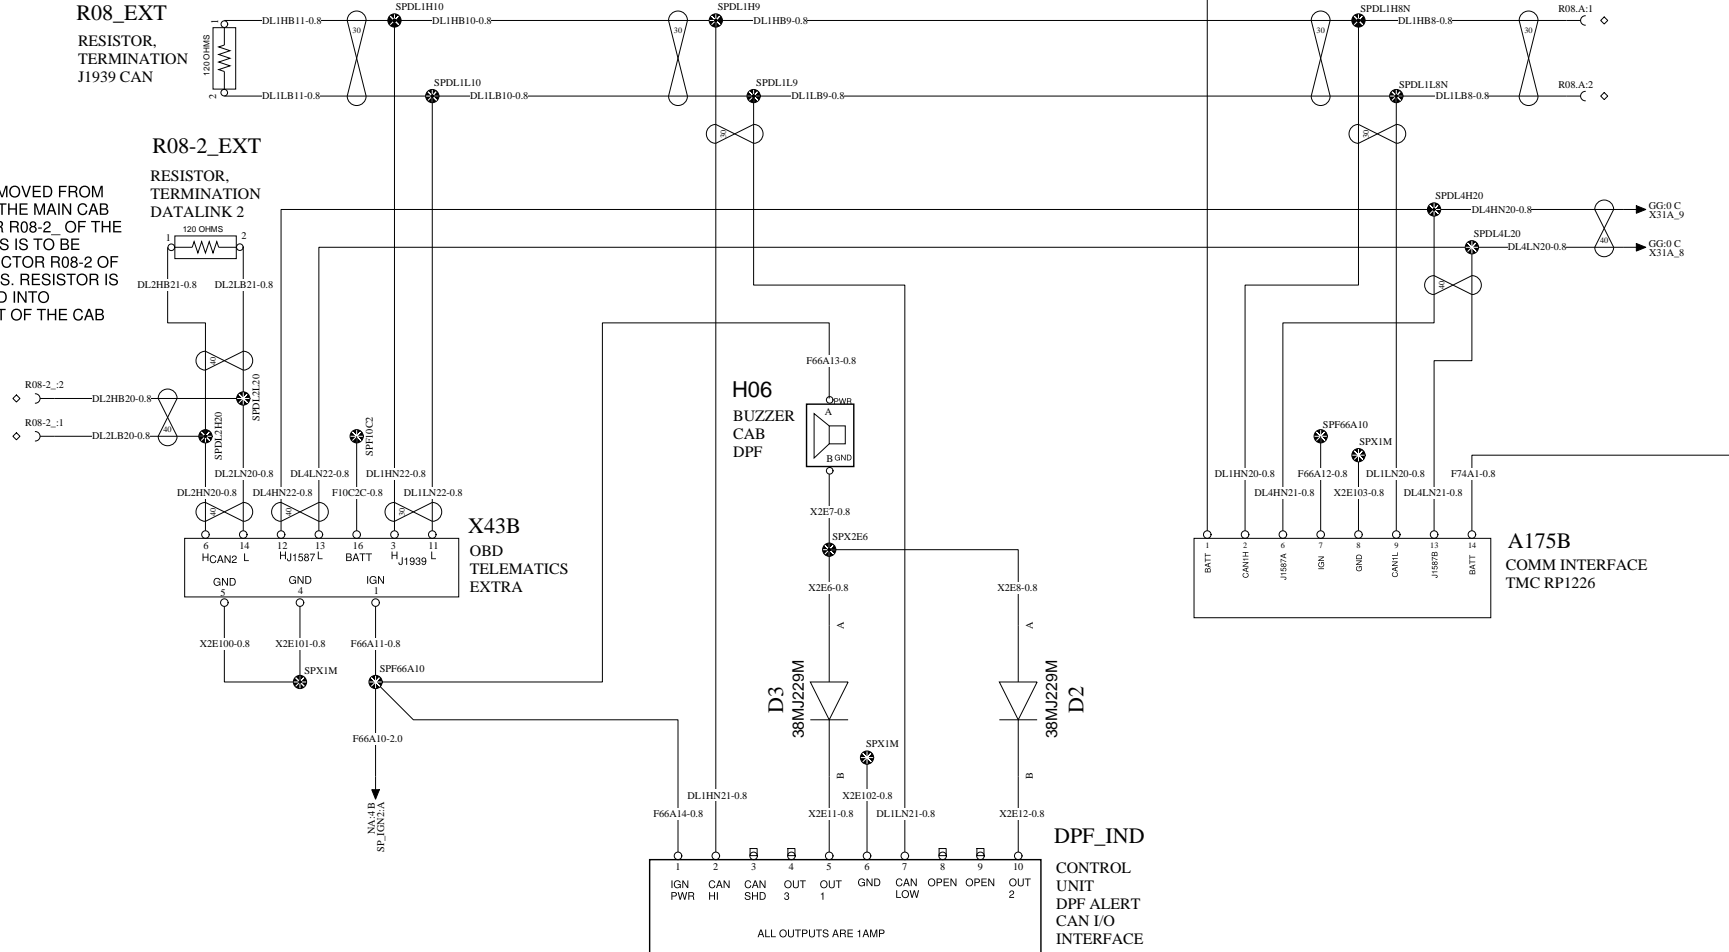 R08_EXT
RESISTOR,
TERMINATION
J1939 CAN
1
120 OHMS
2
DL1HB11-0.8
30
SPDL1H10
DL1HB10-0.8
30
SPDL1H9
DL1HB9-0.8
30
SPDL1H8N
DL1HB8-0.8
30
R08.A:1
DL1LB11-0.8
SPDL1L10
DL1LB10-0.8
SPDL1L9
DL1LB9-0.8
SPDL1L8N
DL1LB8-0.8
R08.A:2
30
30
R08-2_EXT
RESISTOR,
TERMINATION
DATALINK 2
MOVED FROM
THE MAIN CAB
R R08-2_ OF THE
S IS TO BE
CTOR R08-2 OF
S. RESISTOR IS
D INTO
T OF THE CAB
1
120 OHMS
2
DL2HB21-0.8
DL2LB21-0.8
40
SPDL4H20
DL4HN20-0.8
GG:0 C
X31A_9
SPDL4L20
DL4LN20-0.8
40
GG:0 C
X31A_8
40
R08-2_:2
DL2HB20-0.8
SPDL2L20
R08-2_:1
DL2LB20-0.8
40
SPDL2H20
SPF10C2
DL2LN20-0.8
DL4LN22-0.8
DL1HN22-0.8
DL2HN20-0.8
DL4HN22-0.8
F10C2C-0.8
DL1LN22-0.8
40
40
30
X43B
OBD
TELEMATICS
EXTRA
6
14
12
13
16
3
11
H
CAN2
L
H
J1587
L
BATT
H
J1939
L
GND
GND
IGN
5
4
1
X2E100-0.8
X2E101-0.8
F66A11-0.8
SPX1M
SPF66A10
F66A10-2.0
NA:4 B
SP_IGN2:A
F66A13-0.8
H06
BUZZER
CAB
DPF
PWR
A
B
GND
X2E7-0.8
SPX2E6
X2E6-0.8
X2E8-0.8
A
A
D3
38MJ229M
38MJ229M
D2
B
B
SPX1M
DL1HN21-0.8
X2E102-0.8
F66A14-0.8
X2E11-0.8
DL1LN21-0.8
X2E12-0.8
DPF_IND
CONTROL
UNIT
DPF ALERT
CAN I/O
INTERFACE
1
2
3
4
5
6
7
8
9
10
IGN
PWR
CAN
HI
CAN
SHD
OUT
3
OUT
1
GND
CAN
LOW
OPEN
OPEN
OUT
2
ALL OUTPUTS ARE 1AMP
SPF66A10
SPX1M
DL1HN20-0.8
F66A12-0.8
DL1LN20-0.8
F74A1-0.8
DL4HN21-0.8
X2E103-0.8
DL4LN21-0.8
1
2
6
7
8
9
13
14
BATT
CAN1H
J1587A
IGN
GND
CAN1L
J1587B
BATT
A175B
COMM INTERFACE
TMC RP1226